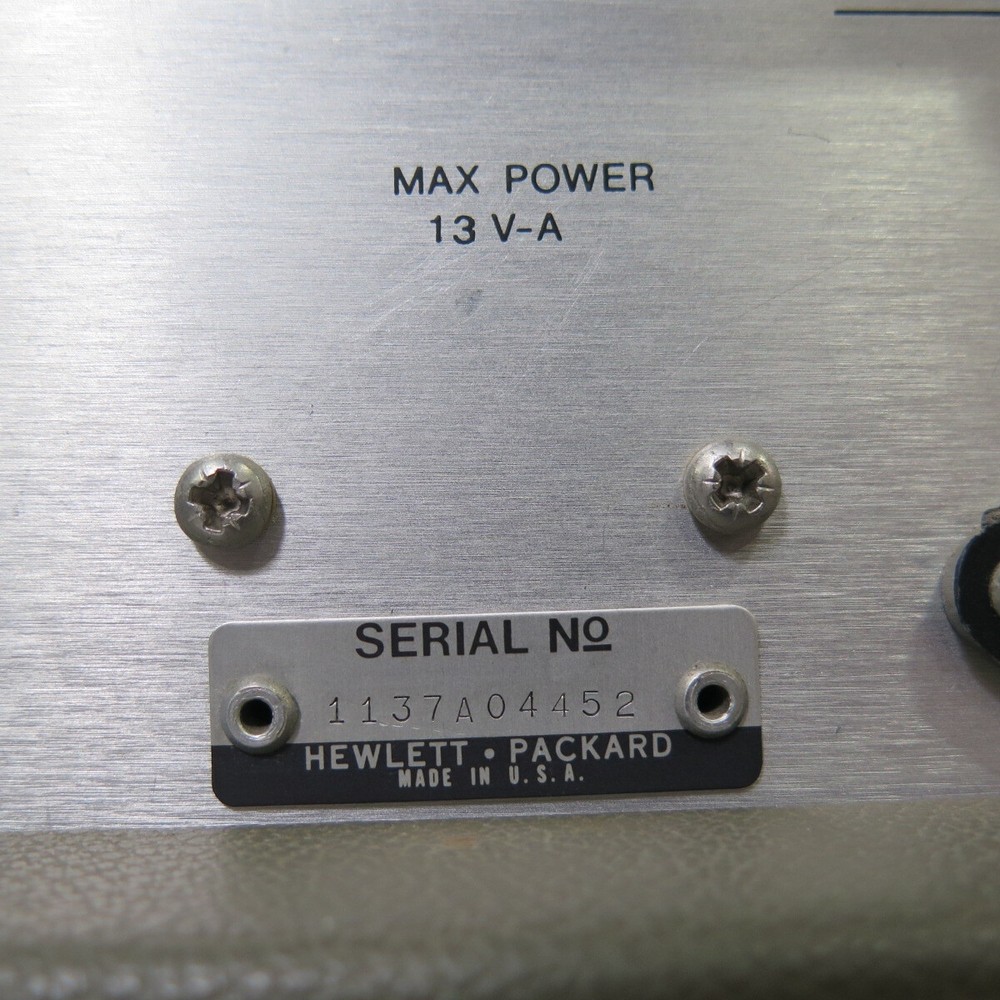 MAX POWER
13 V-A
SERIAL Nº
1137A04452
HEWLETT • PACKARD
MADE IN U.S.A.